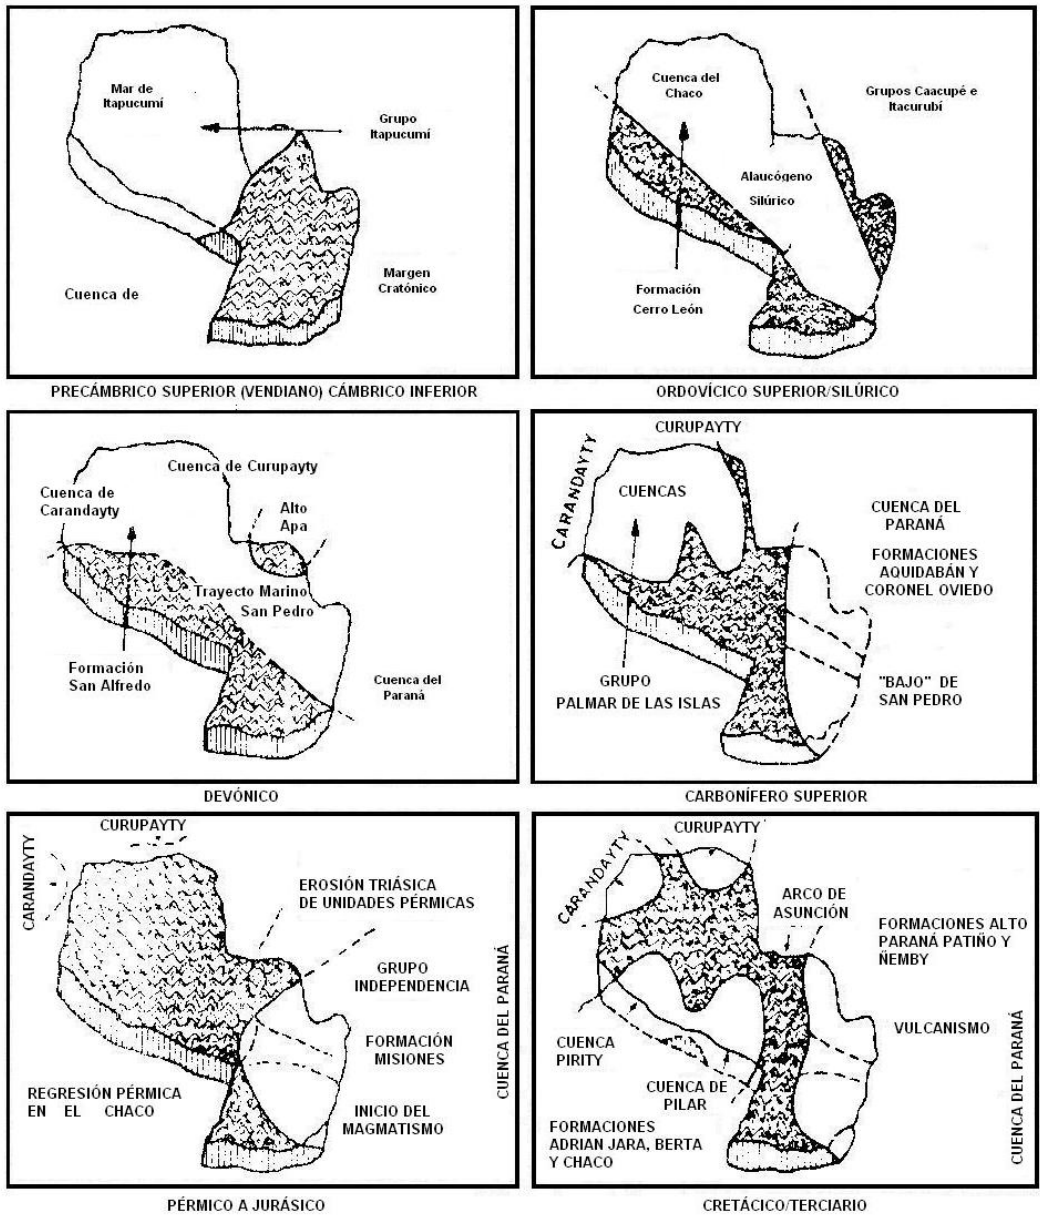 Mar de
Itapucumí
Grupo
Itapucumí
Margen
Cratónico
Cuenca de
PRECÁMBRICO SUPERIOR (VENDIANO) CÁMBRICO INFERIOR
Cuenca del
Chaco
Grupos Caacupé e
Itacurubí
Alaucógeno
Silúrico
Formación
Cerro León
ORDOVÍCICO SUPERIOR/SILÚRICO
Cuenca de Curupayty
Cuenca de
Carandayty
Alto
Apa
Trayecto Marino
San Pedro
Formación
San Alfredo
Cuenca del
Paraná
DEVÓNICO
CURUPAYTY
CARANDAYTY
CUENCAS
CUENCA DEL
PARANÁ
FORMACIONES
AQUIDABÁN Y
CORONEL OVIEDO
GRUPO
PALMAR DE LAS ISLAS
"BAJO" DE
SAN PEDRO
CARBONÍFERO SUPERIOR
CURUPAYTY
CARANDAYTY
EROSIÓN TRIÁSICA
DE UNIDADES PÉRMICAS
GRUPO
INDEPENDENCIA
CUENCA DEL PARANÁ
FORMACIÓN
MISIONES
REGRESIÓN PÉRMICA
EN EL CHACO
INICIO DEL
MAGMATISMO
PÉRMICO A JURÁSICO
CURUPAYTY
CARANDAYTY
ARCO DE
ASUNCIÓN
FORMACIONES ALTO
PARANÁ PATIÑO Y
ÑEMBY
VULCANISMO
CUENCA
PIRITY
CUENCA DE
PILAR
CUENCA DEL PARANÁ
FORMACIONES
ADRIAN JARA, BERTA
Y CHACO
CRETÁCICO/TERCIARIO